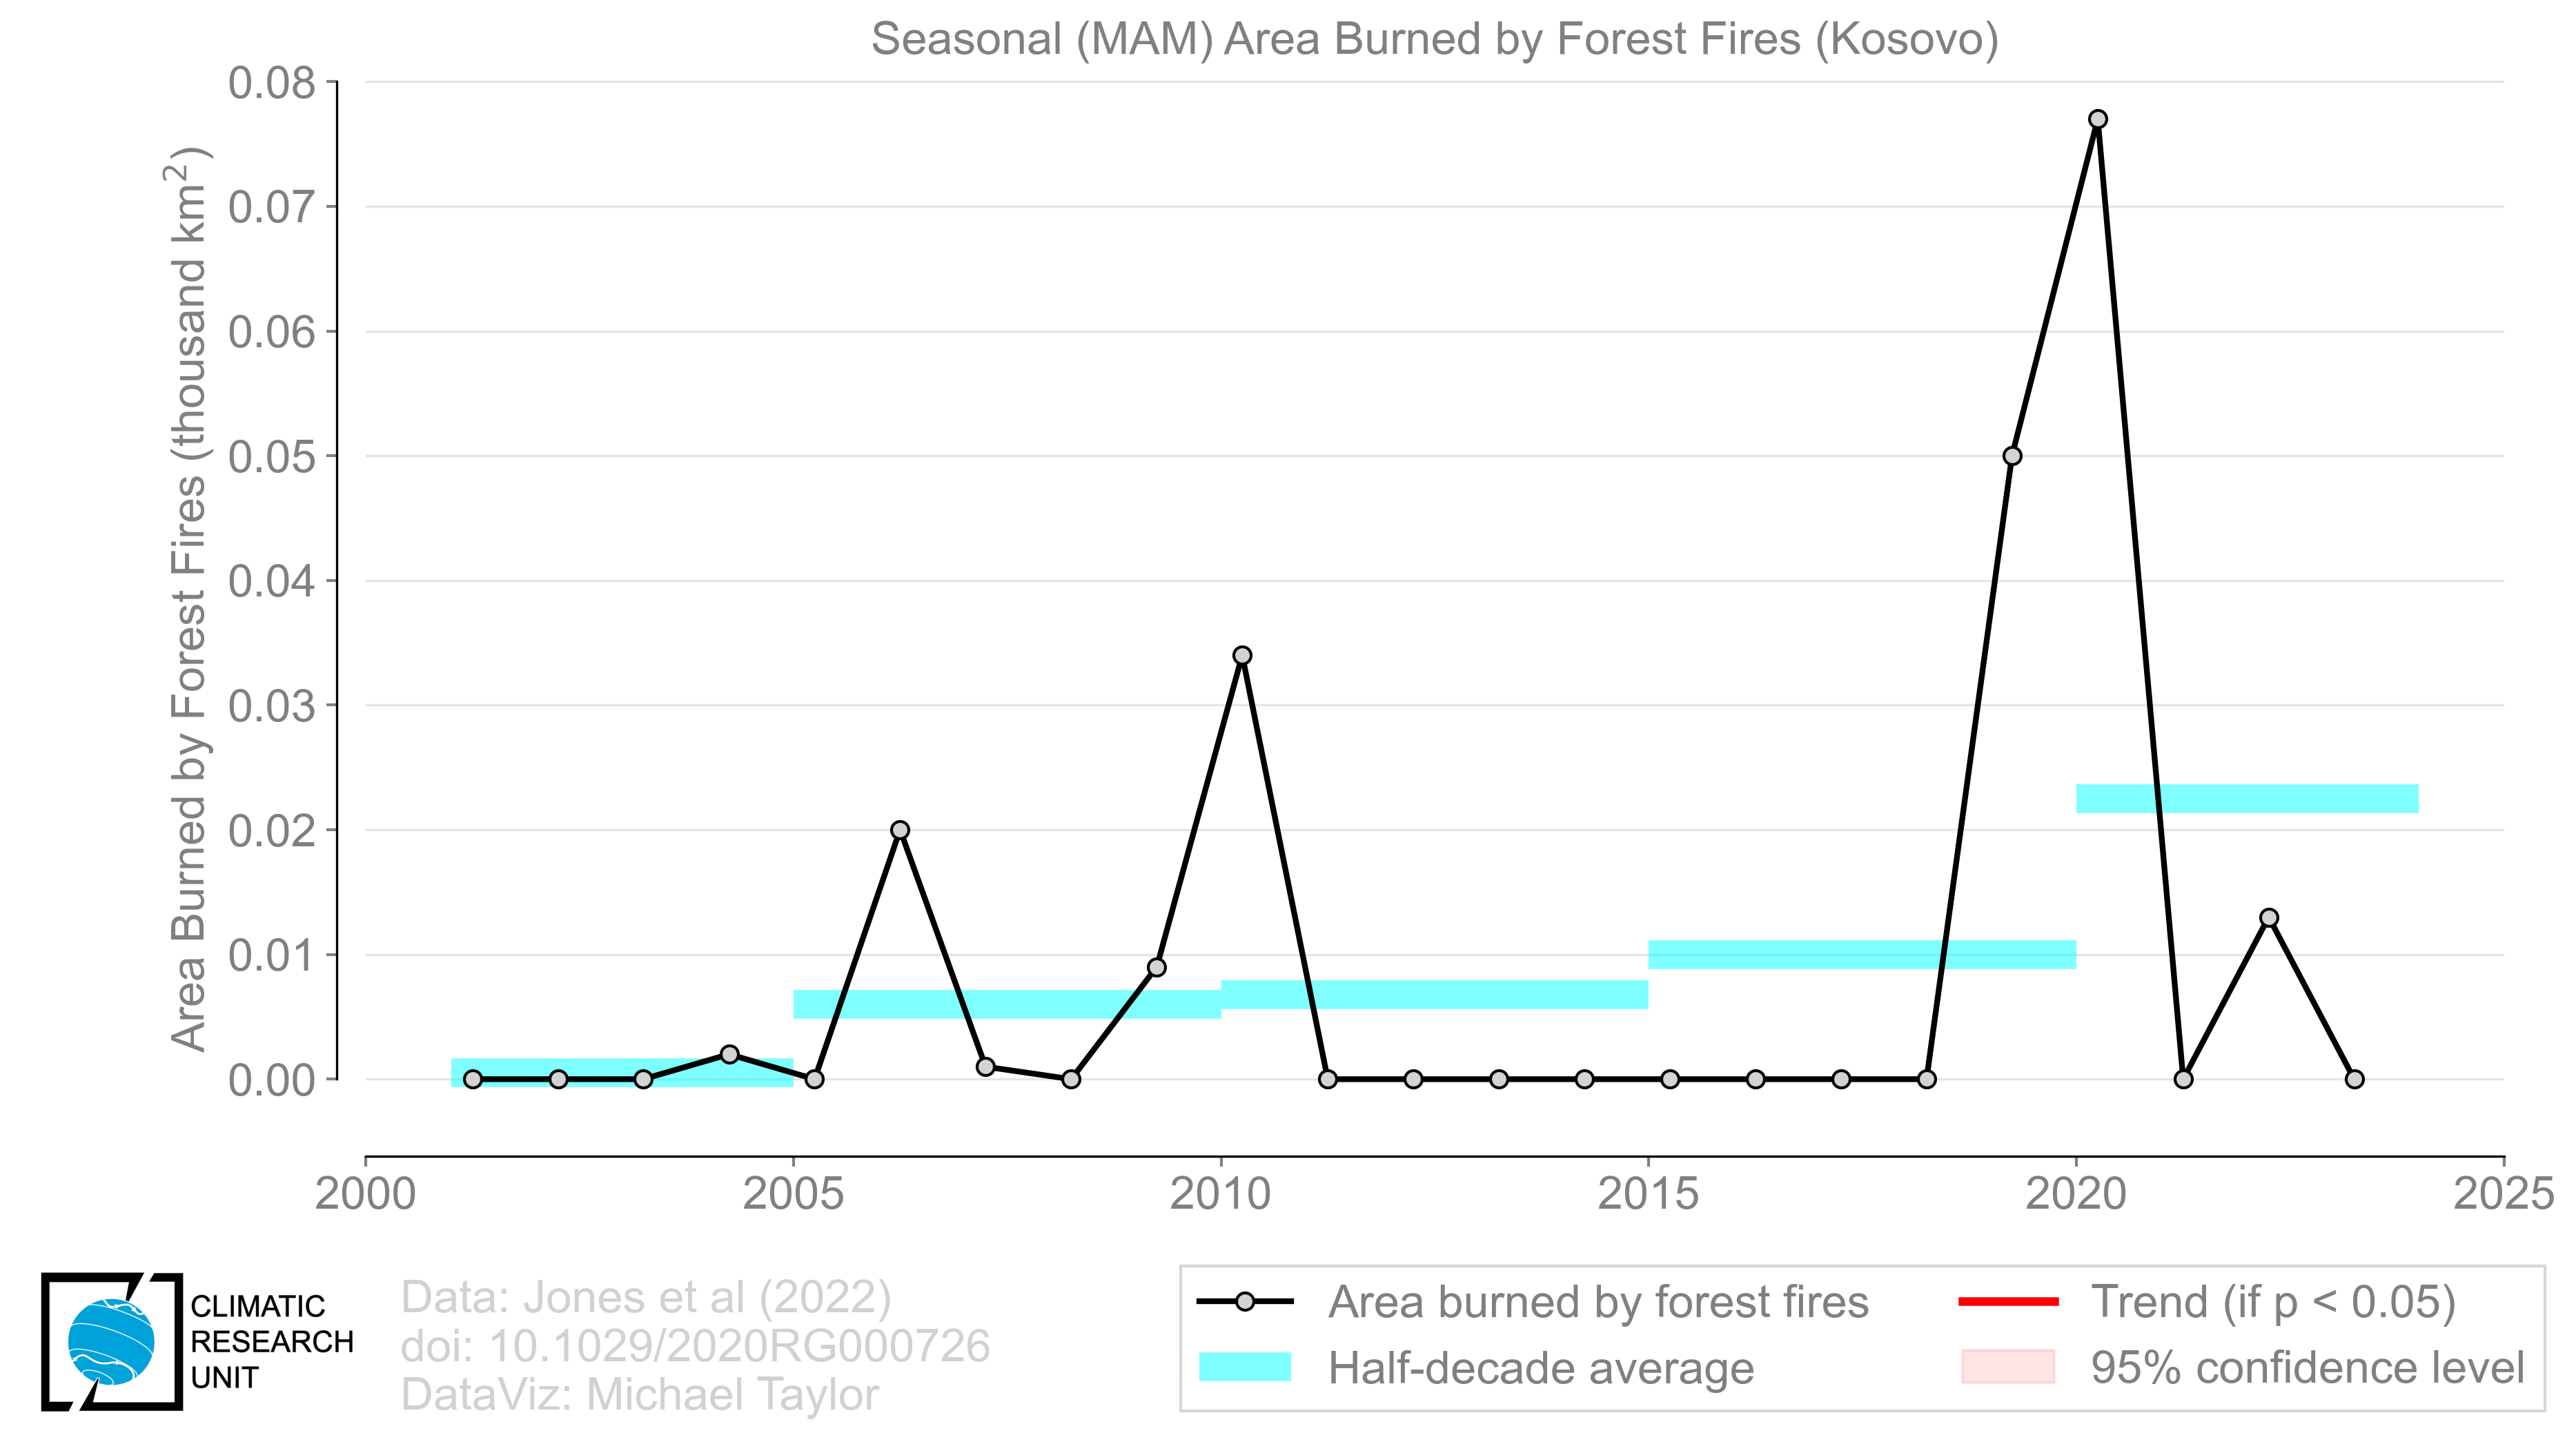 Seasonal (MAM) Area Burned by Forest Fires (Kosovo)
Area Burned by Forest Fires (thousand km²)
0.08
0.07
0.06
0.05
0.04
0.03
0.02
0.01
0.00
2000 2005 2010 2015 2020 2025
CLIMATIC
RESEARCH
UNIT
Data: Jones et al (2022)
doi: 10.1029/2020RG000726
DataViz: Michael Taylor
Area burned by forest fires
Half-decade average
Trend (if p < 0.05)
95% confidence level